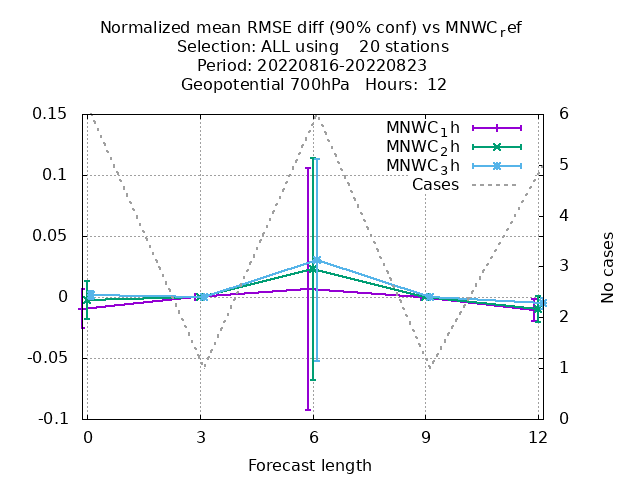 Normalized mean RMSE diff (90% conf) vs MNWC_ref
Selection: ALL using    20 stations
Period: 20220816-20220823
Geopotential 700hPa   Hours:  12
0.15
0.1
0.05
0
-0.05
-0.1
6
5
4
3
2
1
0
MNWC_1h
MNWC_2h
MNWC_3h
Cases
No cases
0
3
6
9
12
Forecast length